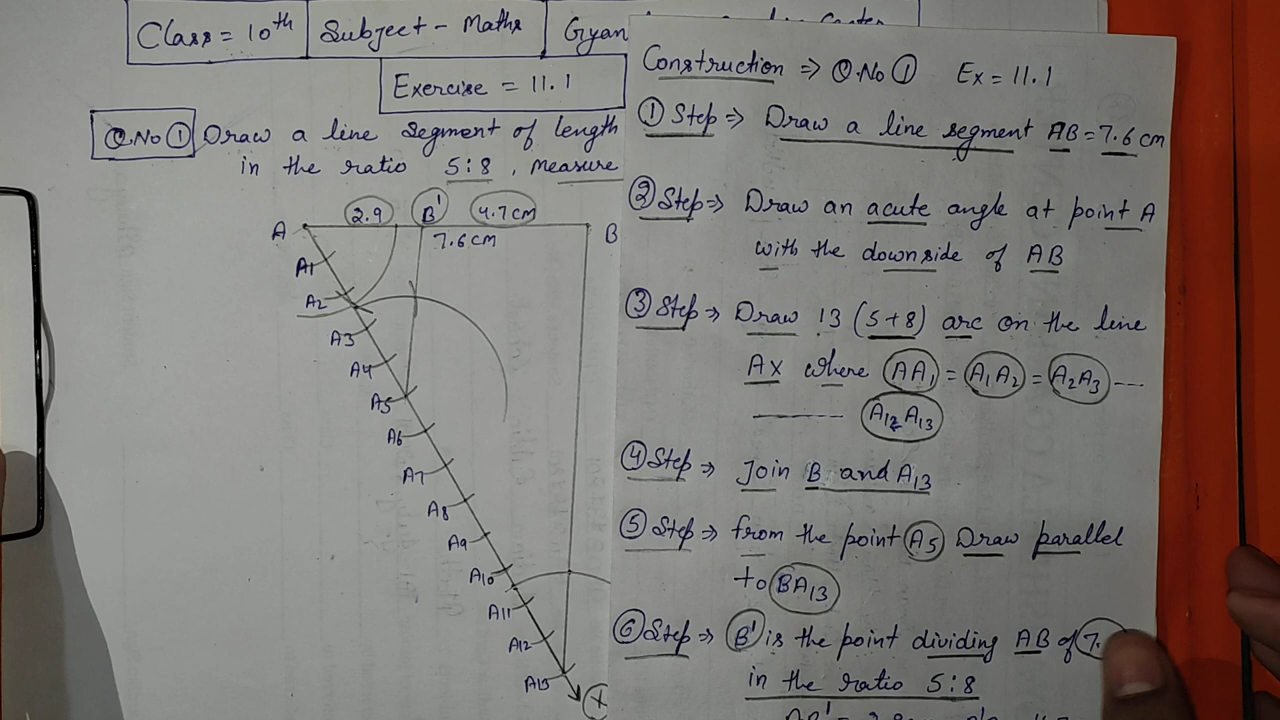 Class = 10th
Subject - Maths
Gyan
Center
Exercise = 11.1
Q.No ① Draw a line segment of length
in the ratio 5:8, measure
A
2.9
B'
4.7cm
7.6cm
B
A1
A2
A3
A4
A5
A6
A7
A8
A9
A10
A11
A12
A13
X
Construction ⇒ Q.No ① Ex = 11.1
① Step ⇒ Draw a line segment AB = 7.6 cm
② Step ⇒ Draw an acute angle at point A
with the downside of AB
③ Step ⇒ Draw 13 (5+8) arc on the line
AX where AA1 = A1A2 = A2A3 ----
-------- A12A13
④ Step ⇒ Join B and A13
⑤ Step ⇒ from the point A5 Draw parallel
to BA13
⑥ Step ⇒ B' is the point dividing AB of 7.
in the ratio 5:8